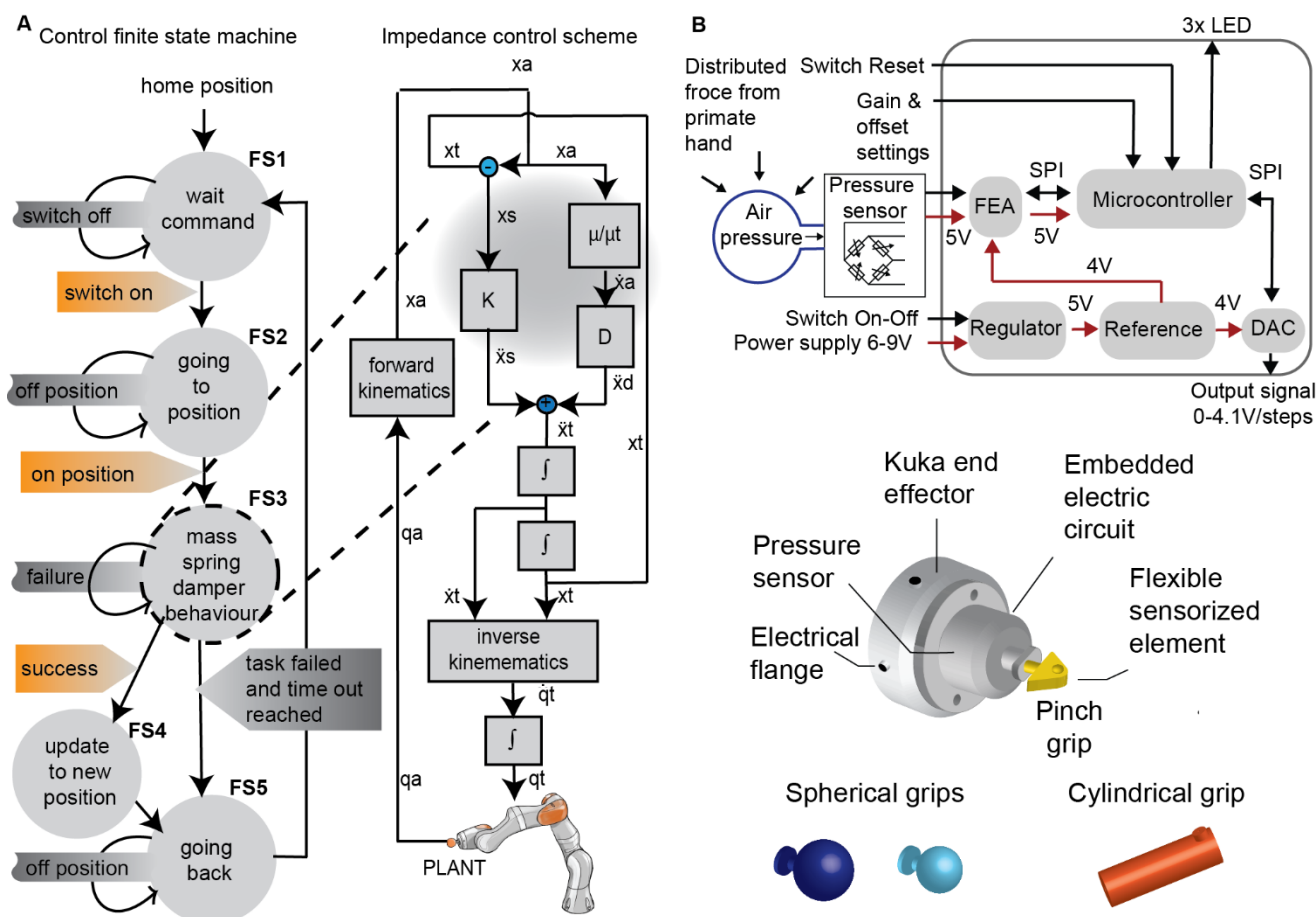 A
Control finite state machine
home position
FS1
wait
command
switch off
switch on
FS2
going
to
position
off position
on position
FS3
mass
spring
damper
behaviour
failure
success
task failed
and time out
reached
FS4
update
to new
position
FS5
going
back
off position
Impedance control scheme
xa
xt
-
xa
xs
μ/μt
ẋa
K
D
xa
forward
kinematics
ẍs
ẍd
+
ẍt
xt
∫
qa
∫
ẋt
xt
inverse
kinemematics
q̇t
∫
qa
qt
PLANT
B
3x LED
Distributed
froce from
primate
hand
Switch Reset
Gain &
offset
settings
Air
pressure
Pressure
sensor
5V
FEA
SPI
5V
Microcontroller
SPI
4V
Switch On-Off
Power supply 6-9V
Regulator
5V
Reference
4V
DAC
Output signal
0-4.1V/steps
Kuka end
effector
Embedded
electric
circuit
Pressure
sensor
Flexible
sensorized
element
Electrical
flange
Pinch
grip
Spherical grips
Cylindrical grip